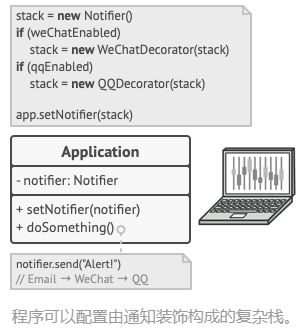 stack = new Notifier()
if (weChatEnabled)
stack = new WeChatDecorator(stack)
if (qqEnabled)
stack = new QQDecorator(stack)
app.setNotifier(stack)
Application
- notifier: Notifier
+ setNotifier(notifier)
+ doSomething()
notifier.send("Alert!")
// Email → WeChat → QQ
程序可以配置由通知装饰构成的复杂栈。